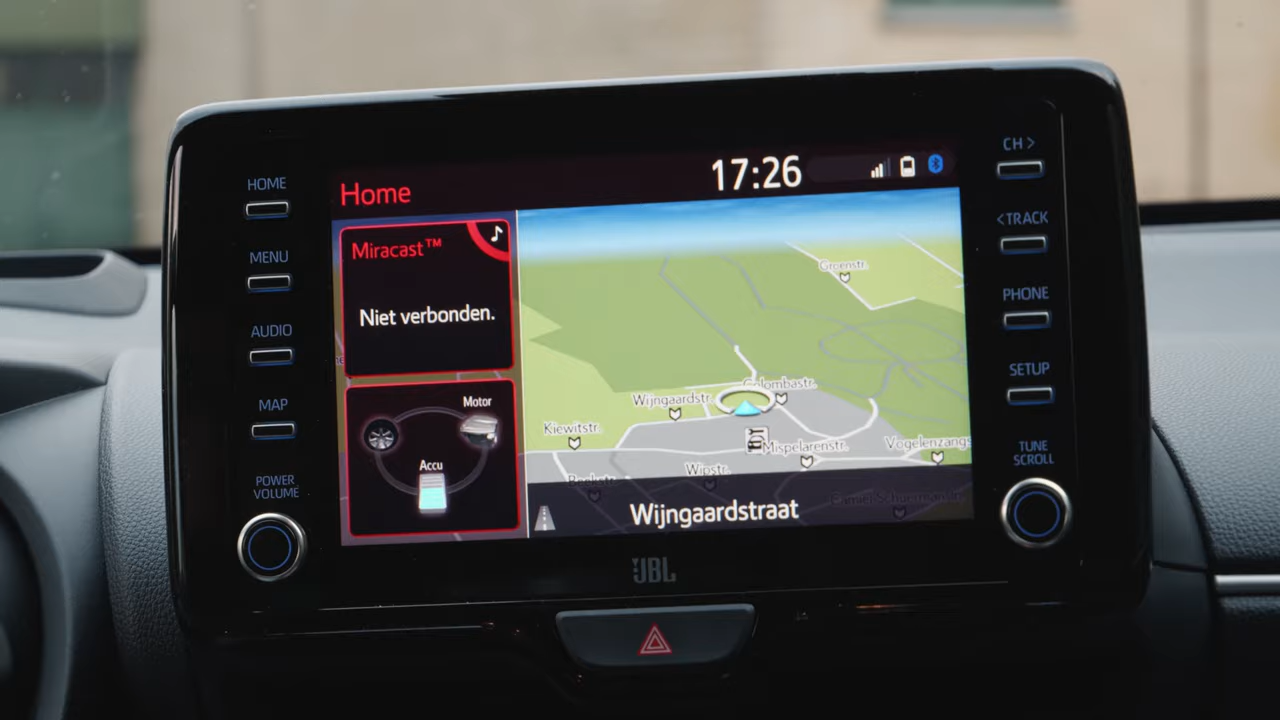 HOME
MENU
AUDIO
MAP
POWER
VOLUME
Home
17:26
Miracast™
Niet verbonden.
Motor
Accu
Groenstr.
Colombastr.
Wijngaardstr.
Kiewitstr.
Mispelarenstr.
Vogelenzangs
Wipstr.
Wijngaardstraat
CH >
< TRACK
PHONE
SETUP
TUNE
SCROLL
JBL